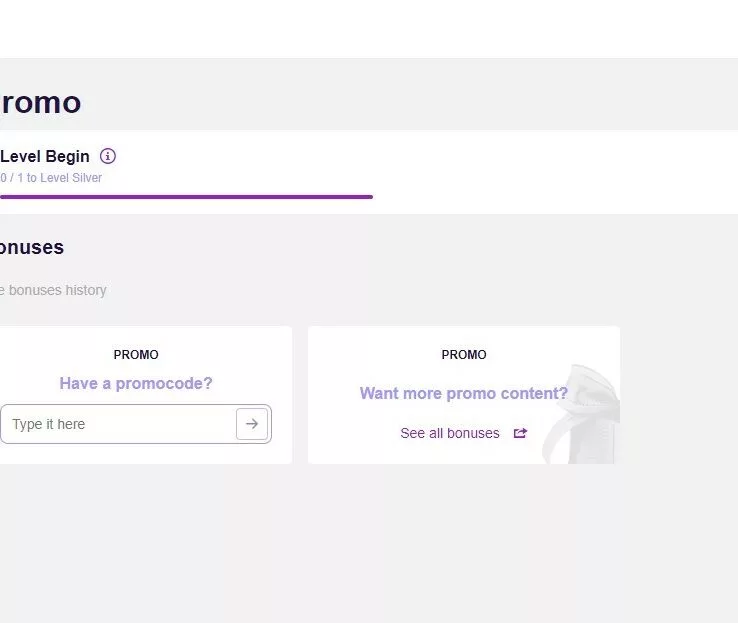 romo
Level Begin
0 / 1 to Level Silver
onuses
e bonuses history
PROMO
Have a promocode?
Type it here
PROMO
Want more promo content?
See all bonuses